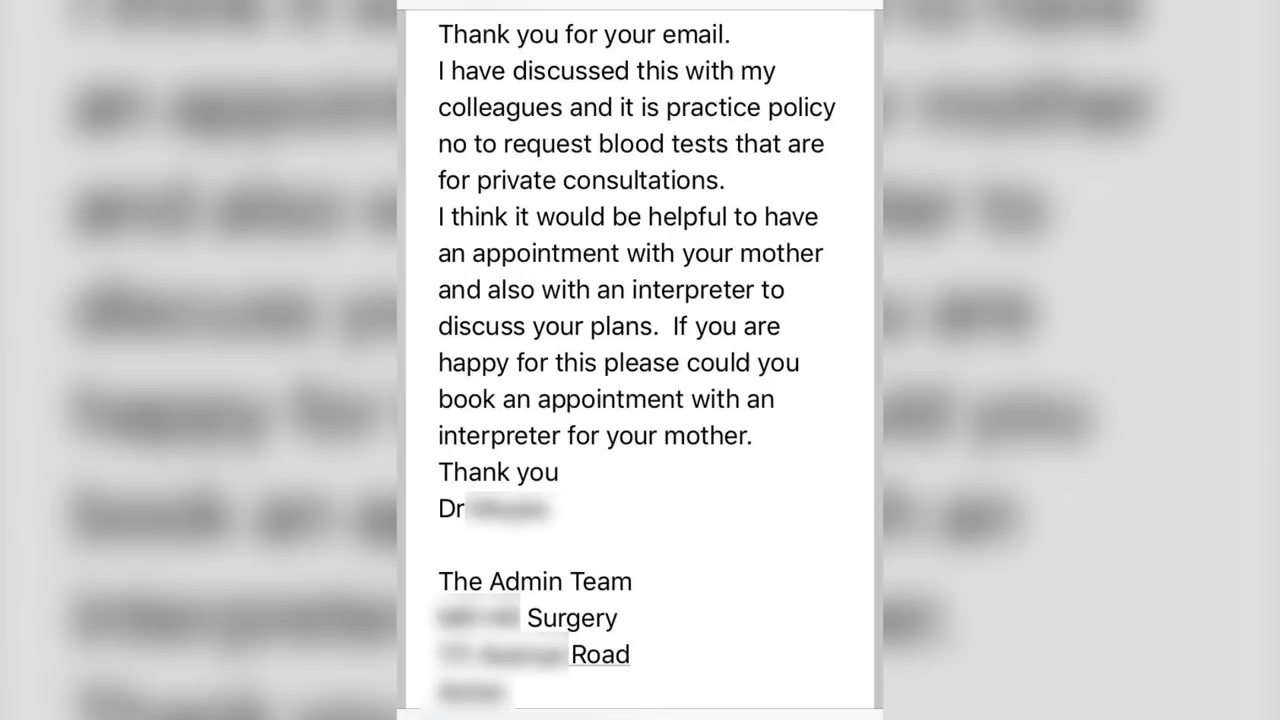 Thank you for your email.
I have discussed this with my
colleagues and it is practice policy
no to request blood tests that are
for private consultations.
I think it would be helpful to have
an appointment with your mother
and also with an interpreter to
discuss your plans.  If you are
happy for this please could you
book an appointment with an
interpreter for your mother.
Thank you
Dr
The Admin Team
Surgery
Road